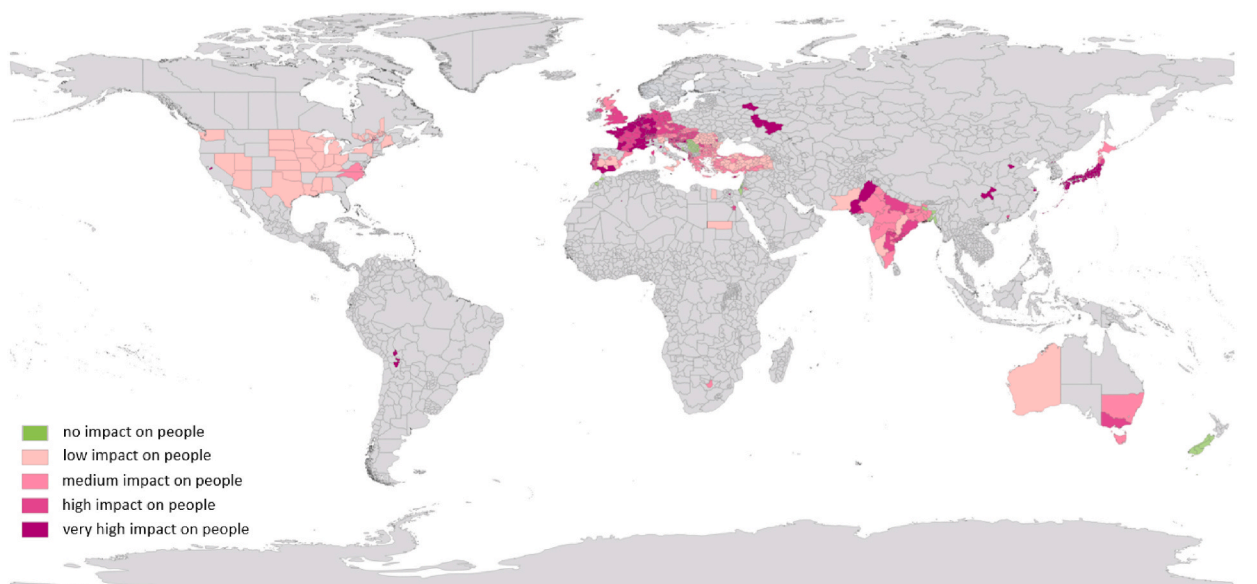 no impact on people
low impact on people
medium impact on people
high impact on people
very high impact on people